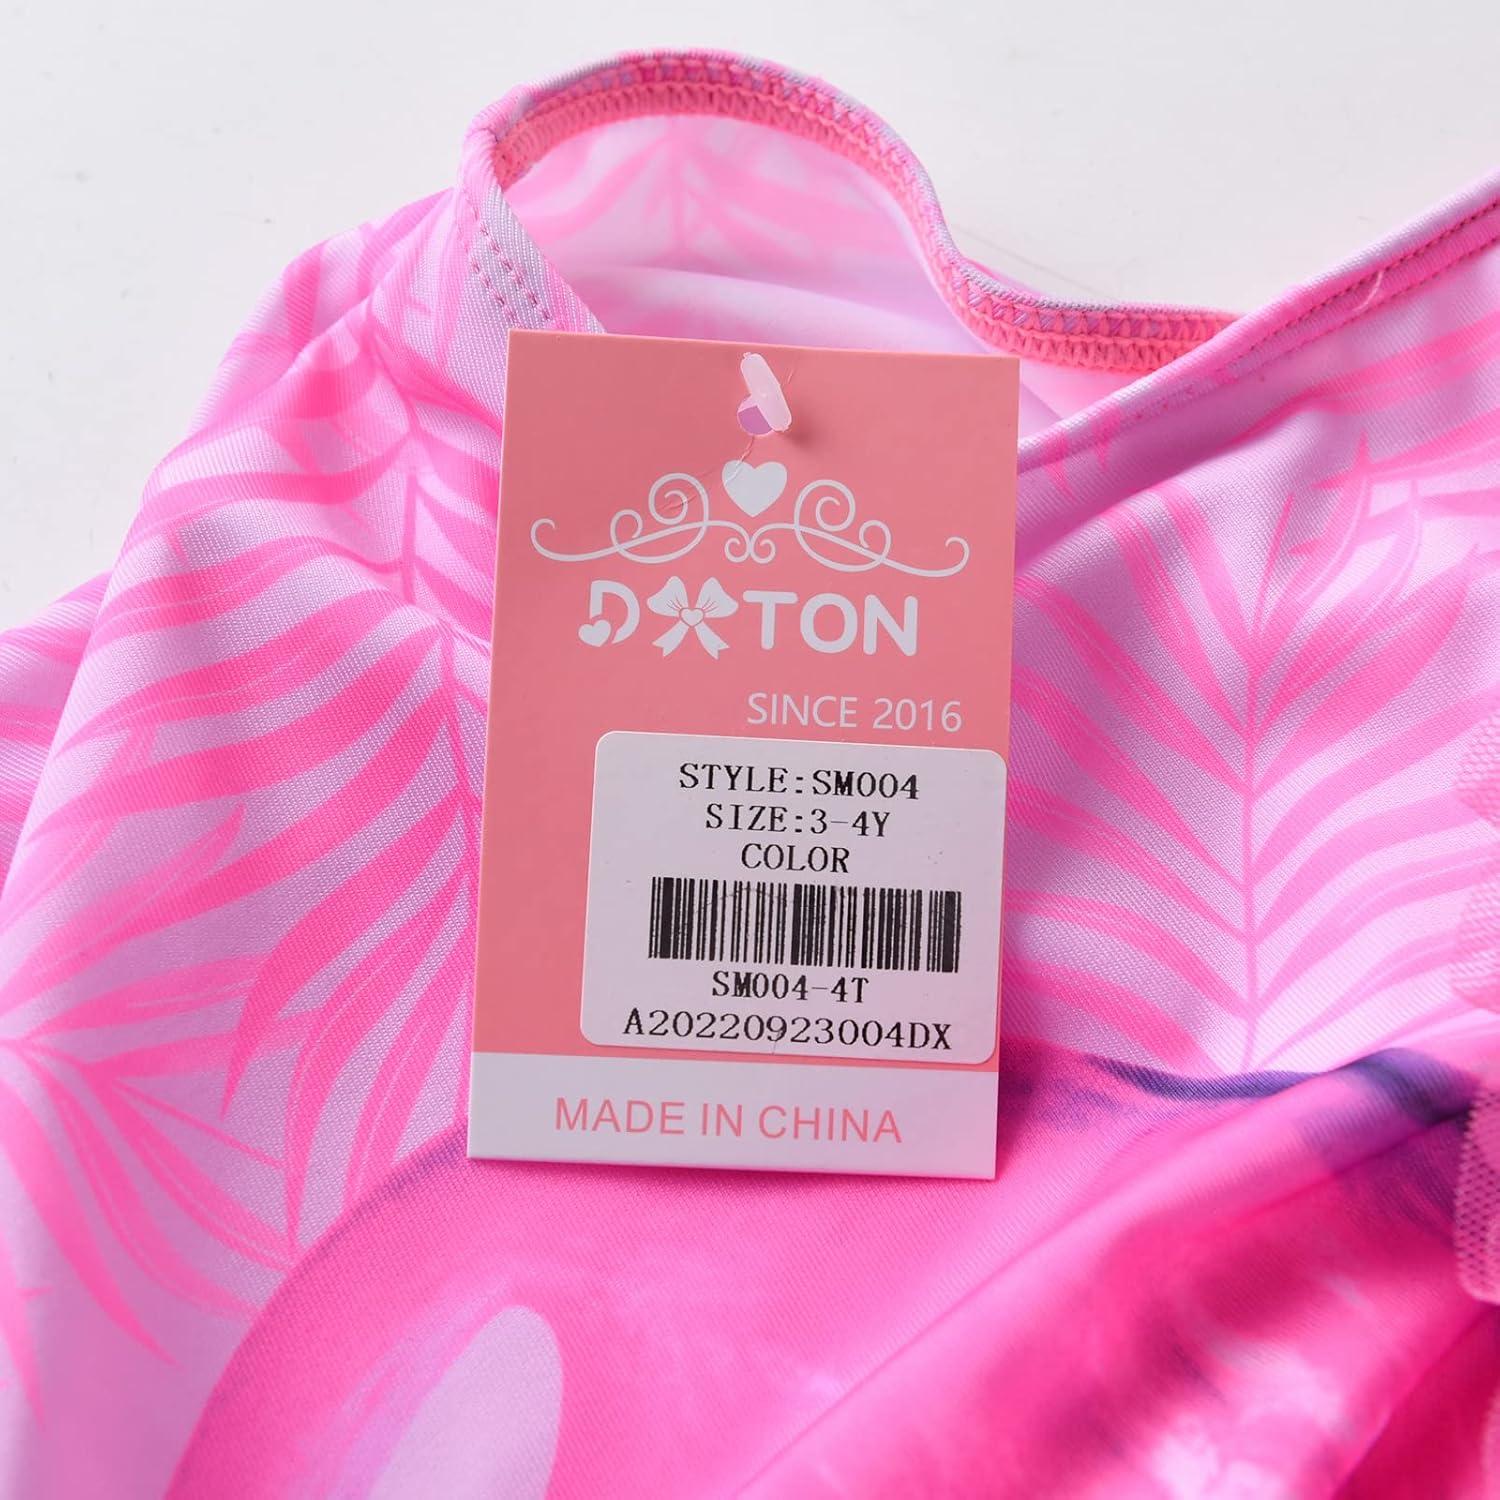 DXTON
SINCE 2016
STYLE:SM004
SIZE:3-4Y
COLOR
SM004-4T
A20220923004DX
MADE IN CHINA